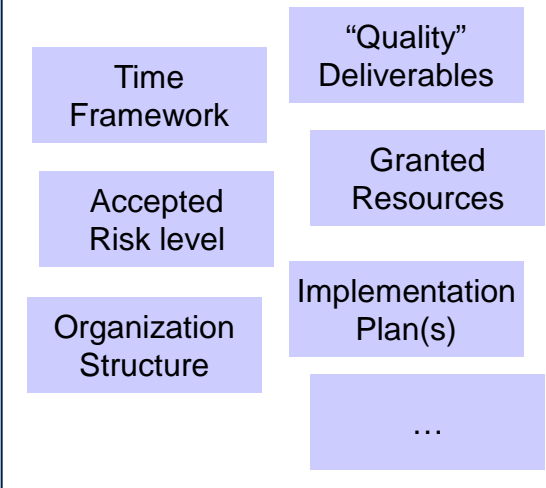 “Quality”
Deliverables
Time
Framework
Granted
Resources
Accepted
Risk level
Implementation
Plan(s)
Organization
Structure
…